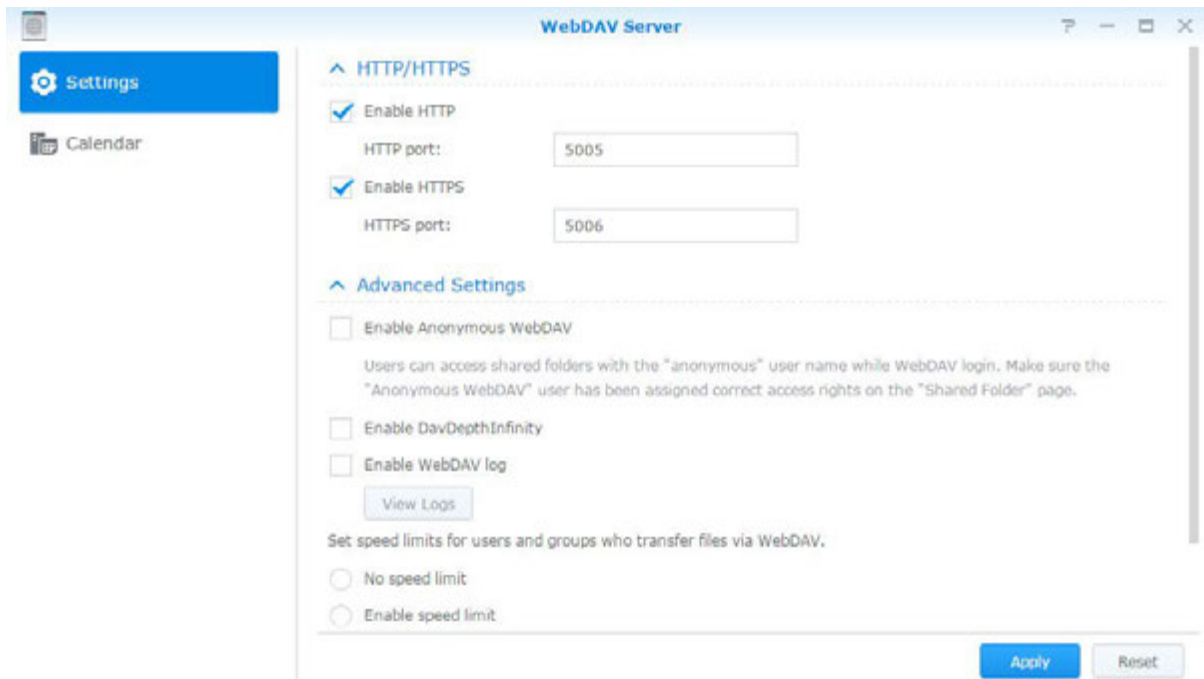 WebDAV Server
Settings
Calendar
HTTP/HTTPS
Enable HTTP
HTTP port: 5005
Enable HTTPS
HTTPS port: 5006
Advanced Settings
Enable Anonymous WebDAV
Users can access shared folders with the "anonymous" user name while WebDAV login. Make sure the
"Anonymous WebDAV" user has been assigned correct access rights on the "Shared Folder" page.
Enable DavDepthInfinity
Enable WebDAV log
View Logs
Set speed limits for users and groups who transfer files via WebDAV.
No speed limit
Enable speed limit
Apply Reset